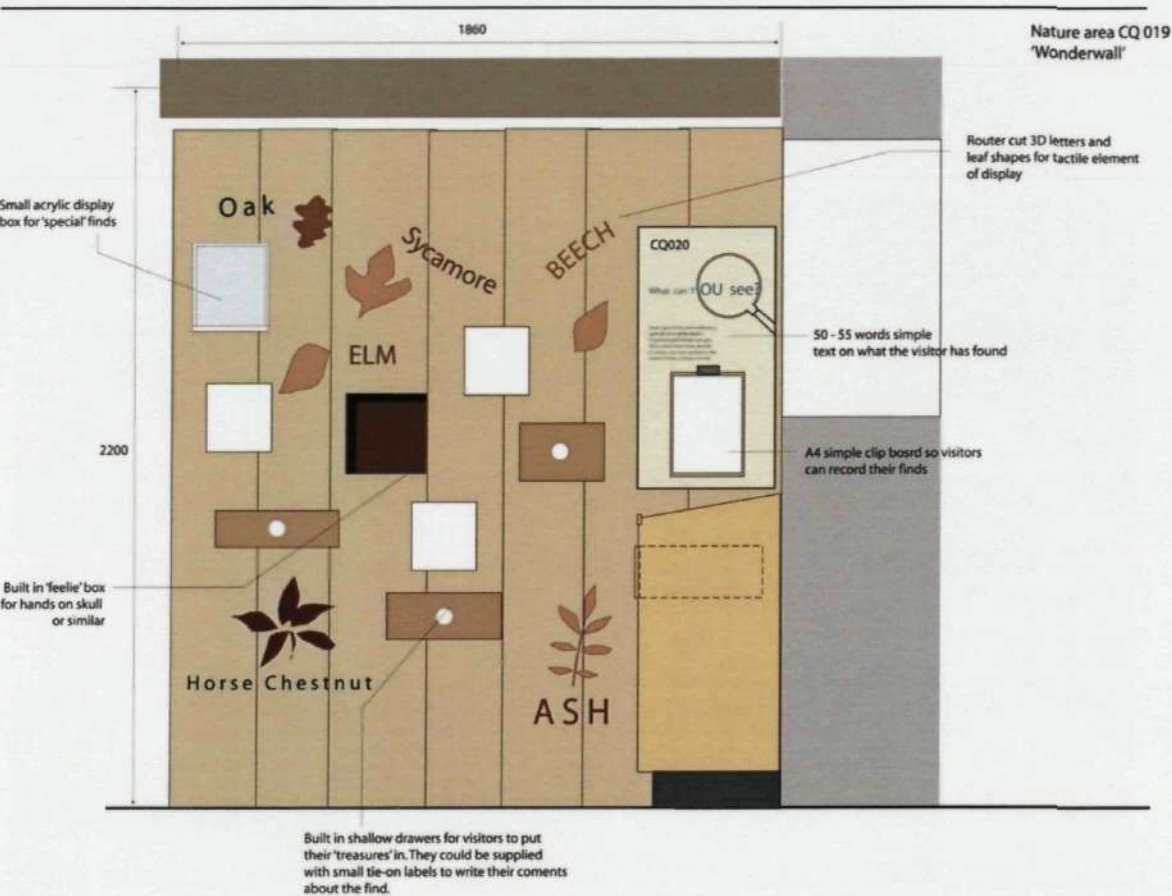 1860
Nature area CQ 019
'Wonderwall'
Router cut 3D letters and
leaf shapes for tactile element
of display
Small acrylic display
box for 'special' finds
Oak
Sycamore
BEECH
CQ020
What can YOU see?
ELM
50 - 55 words simple
text on what the visitor has found
2200
A4 simple clip bosrd so visitors
can record their finds
Built in 'feelie' box
for hands on skull
or similar
Horse Chestnut
ASH
Built in shallow drawers for visitors to put
their 'treasures' in. They could be supplied
with small tie-on labels to write their coments
about the find.